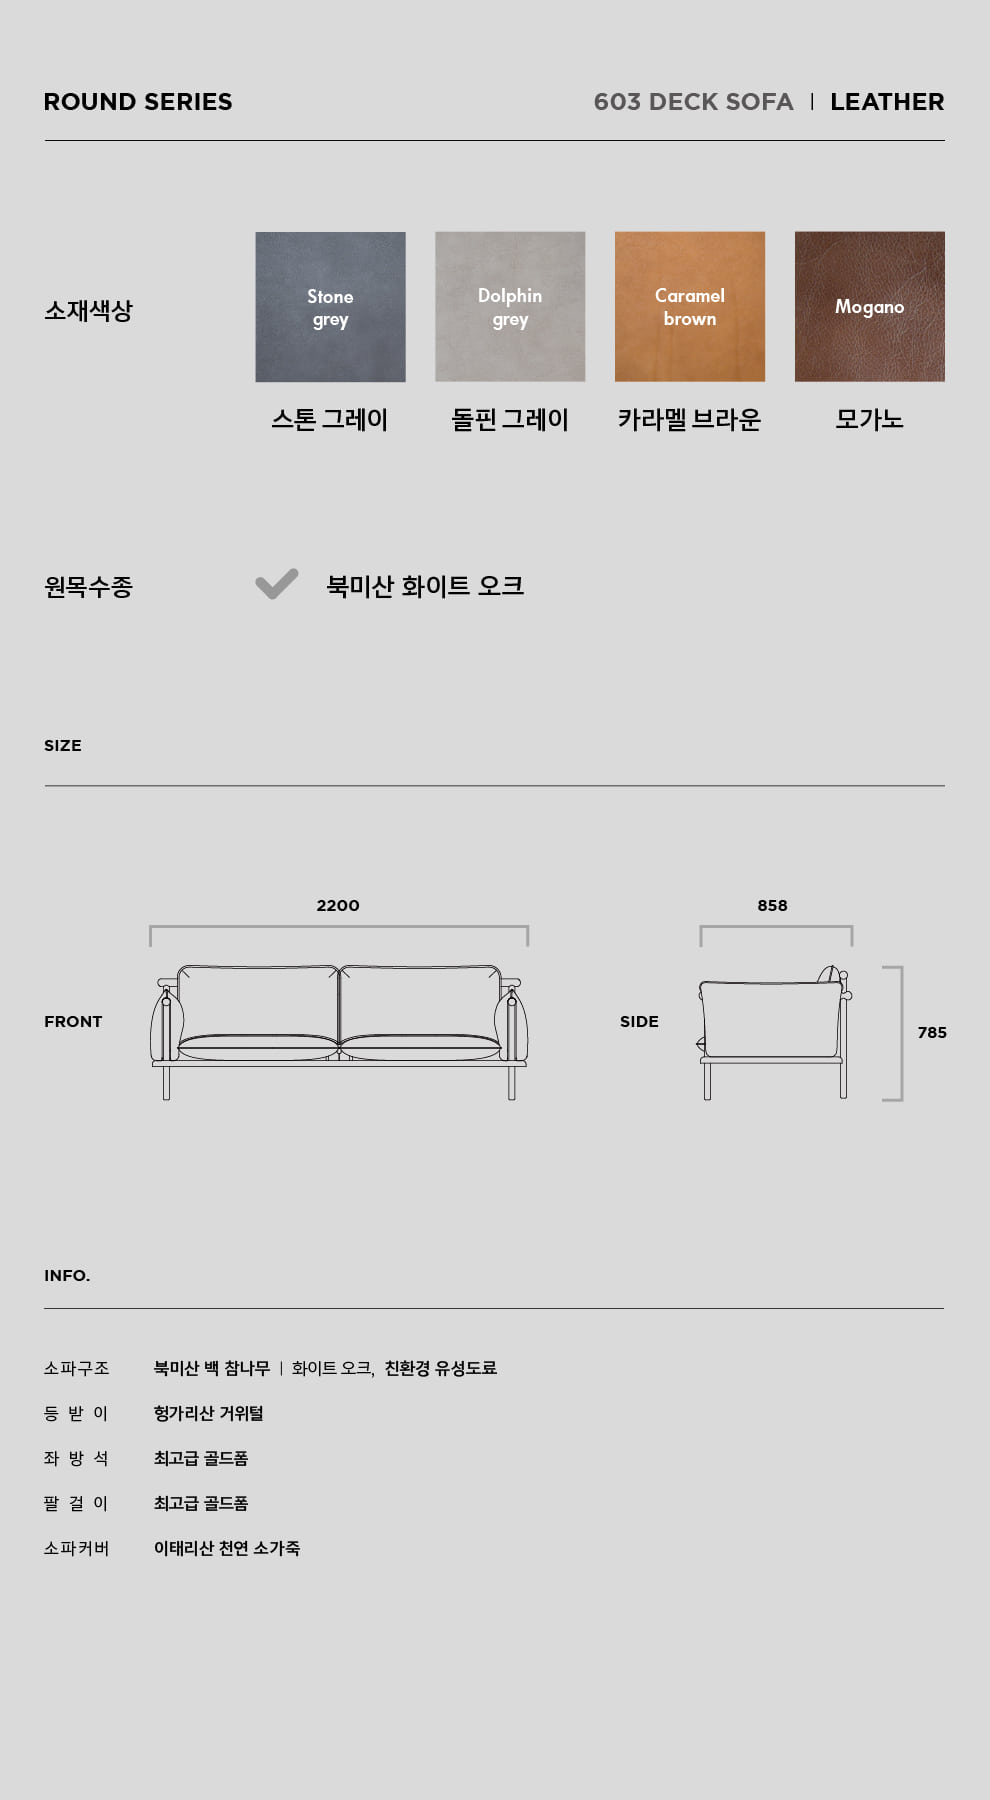 ROUND SERIES
603 DECK SOFA | LEATHER
소재색상
Stone
grey
Dolphin
grey
Caramel
brown
Mogano
스톤 그레이
돌핀 그레이
카라멜 브라운
모가노
원목수종
북미산 화이트 오크
SIZE
2200
858
FRONT
SIDE
785
INFO.
소파구조 북미산 백 참나무 | 화이트 오크, 친환경 유성도료
등 받 이 헝가리산 거위털
좌 방 석 최고급 골드폼
팔 걸 이 최고급 골드폼
소파커버 이태리산 천연 소가죽